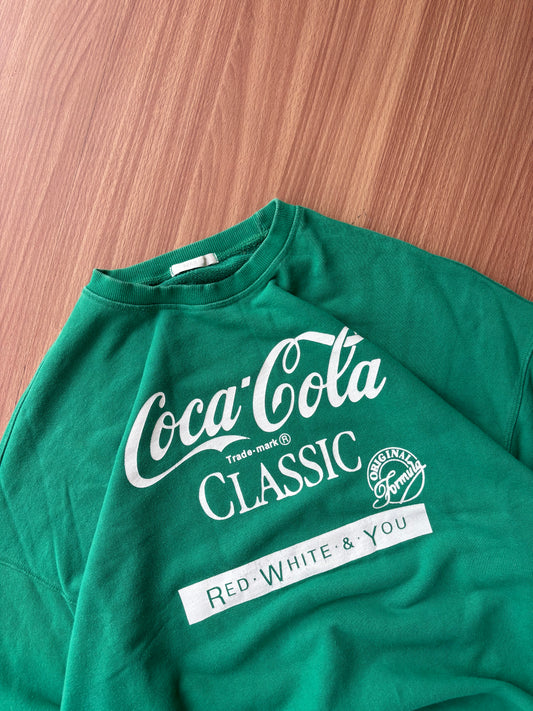 Coca-Cola
Trade-mark®
CLASSIC
ORIGINAL
Formula
RED·WHITE·&·YOU